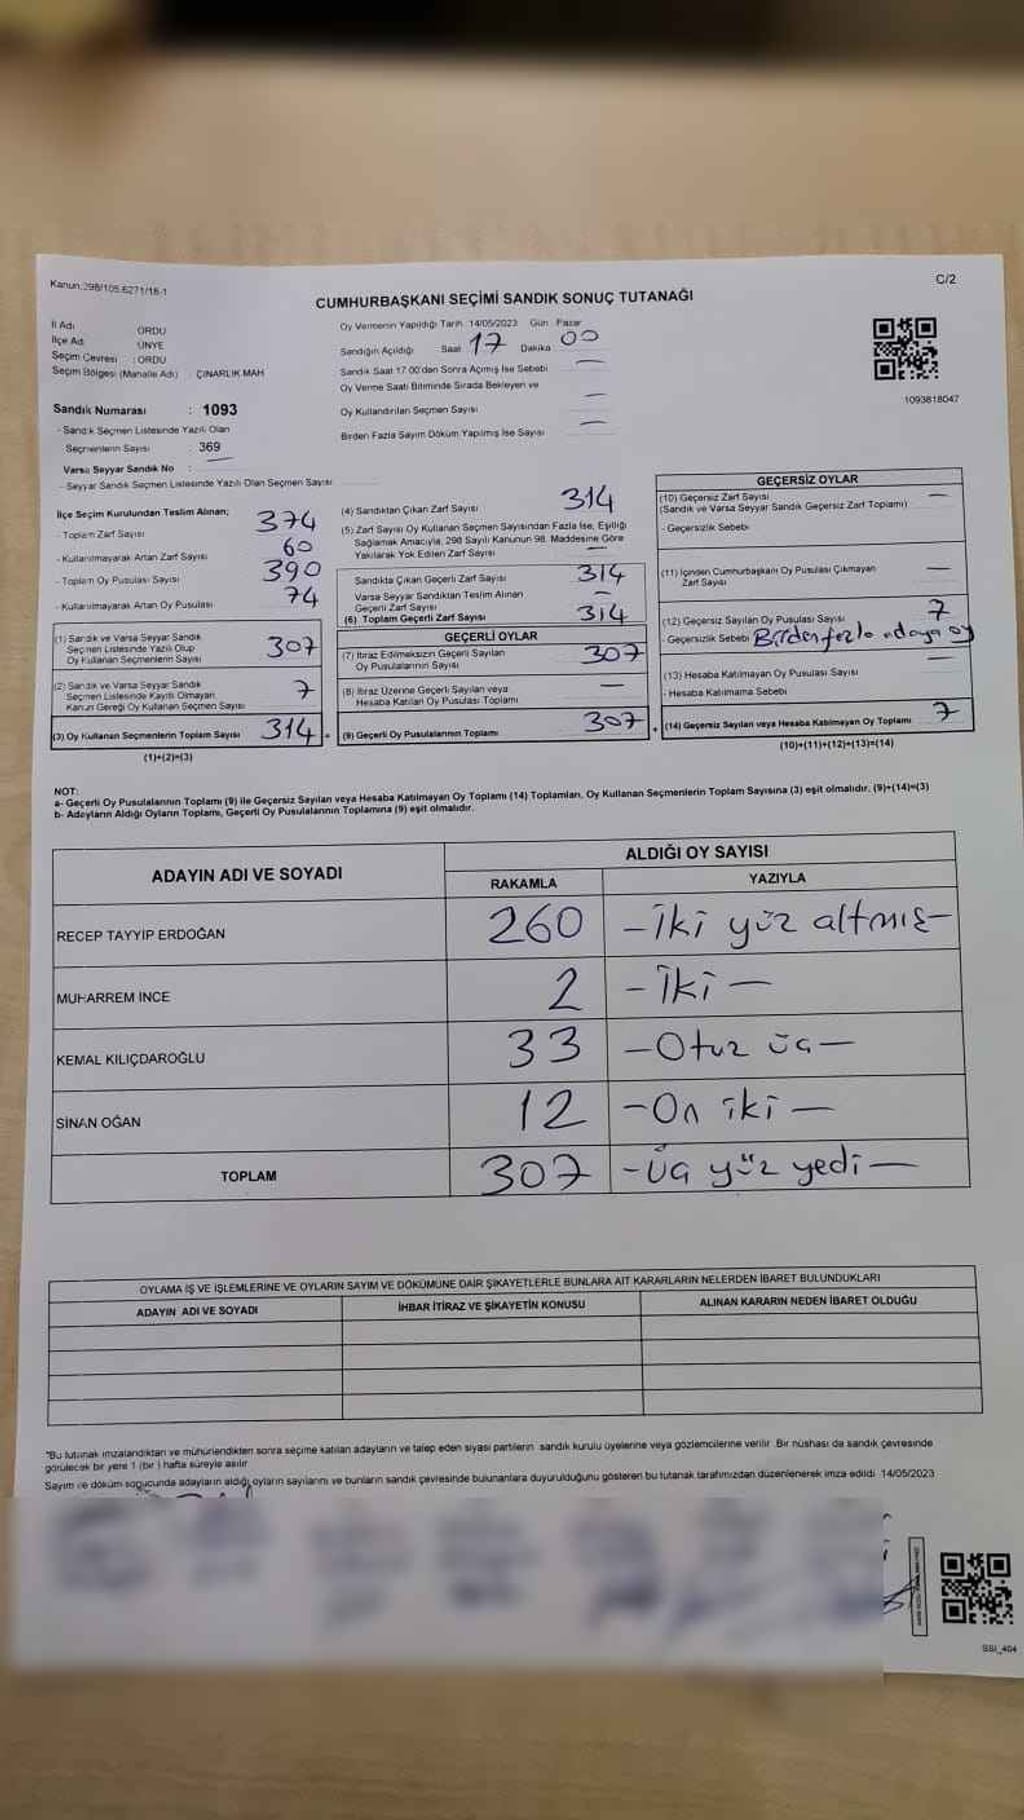 Kanun:298/105,6271/18-1
C/2
CUMHURBAŞKANI SEÇİMİ SANDIK SONUÇ TUTANAĞI
İl Adı ORDU
İlçe Adı ÜNYE
Seçim Çevresi : ORDU
Seçim Bölgesi (Mahalle Adı) : ÇINARLIK MAH
Sandık Numarası : 1093
- Sandık Seçmen Listesinde Yazılı Olan
Seçmenlerin Sayısı : 369
Varsa Seyyar Sandık No : —
- Seyyar Sandık Seçmen Listesinde Yazılı Olan Seçmen Sayısı
Oy Vermenin Yapıldığı Tarih 14/05/2023 Gün Pazar
Sandığın Açıldığı Saat 17 Dakika 00
Sandık Saat 17.00'den Sonra Açılmış İse Sebebi —
Oy Verme Saati Bitiminde Sırada Bekleyen ve
Oy Kullandırılan Seçmen Sayısı —
Birden Fazla Sayım Döküm Yapılmış İse Sayısı —
1093818047
İlçe Seçim Kurulundan Teslim Alınan;
- Toplam Zarf Sayısı 374
- Kullanılmayarak Artan Zarf Sayısı 60
- Toplam Oy Pusulası Sayısı 390
- Kullanılmayarak Artan Oy Pusulası 74
(1) Sandık ve Varsa Seyyar Sandık
Seçmen Listesinde Yazılı Olup
Oy Kullanan Seçmenlerin Sayısı 307
(2) Sandık ve Varsa Seyyar Sandık
Seçmen Listesinde Kayıtlı Olmayan
Kanun Gereği Oy Kullanan Seçmen Sayısı 7
(3) Oy Kullanan Seçmenlerin Toplam Sayısı 314
(1)+(2)=(3)
(4) Sandıktan Çıkan Zarf Sayısı 314
(5) Zarf Sayısı Oy Kullanan Seçmen Sayısından Fazla İse, Eşitliği
Sağlamak Amacıyla, 298 Sayılı Kanunun 98. Maddesine Göre
Yakılarak Yok Edilen Zarf Sayısı —
Sandıkta Çıkan Geçerli Zarf Sayısı 314
Varsa Seyyar Sandıktan Teslim Alınan
Geçerli Zarf Sayısı —
(6) Toplam Geçerli Zarf Sayısı 314
GEÇERLİ OYLAR
(7) İtiraz Edilmeksizin Geçerli Sayılan
Oy Pusulalarının Sayısı 307
(8) İtiraz Üzerine Geçerli Sayılan veya
Hesaba Katılan Oy Pusulası Toplamı —
(9) Geçerli Oy Pusulalarının Toplamı 307
GEÇERSİZ OYLAR
(10) Geçersiz Zarf Sayısı —
(Sandık ve Varsa Seyyar Sandık Geçersiz Zarf Toplamı)
- Geçersizlik Sebebi
(11) İçinden Cumhurbaşkanı Oy Pusulası Çıkmayan
Zarf Sayısı —
(12) Geçersiz Sayılan Oy Pusulası Sayısı 7
- Geçersizlik Sebebi Birden fazla adaya oy
(13) Hesaba Katılmayan Oy Pusulası Sayısı —
- Hesaba Katılmama Sebebi
(14) Geçersiz Sayılan veya Hesaba Katılmayan Oy Toplamı 7
(10)+(11)+(12)+(13)=(14)
NOT:
a- Geçerli Oy Pusulalarının Toplamı (9) ile Geçersiz Sayılan veya Hesaba Katılmayan Oy Toplamı (14) Toplamları, Oy Kullanan Seçmenlerin Toplam Sayısına (3) eşit olmalıdır. (9)+(14)=(3)
b- Adayların Aldığı Oyların Toplamı, Geçerli Oy Pusulalarının Toplamına (9) eşit olmalıdır.
ADAYIN ADI VE SOYADI
ALDIĞI OY SAYISI
RAKAMLA YAZIYLA
RECEP TAYYİP ERDOĞAN 260 -İki yüz altmış-
MUHARREM İNCE 2 -İki-
KEMAL KILIÇDAROĞLU 33 -Otuz üç-
SİNAN OĞAN 12 -On iki-
TOPLAM 307 -Üç yüz yedi-
OYLAMA İŞ VE İŞLEMLERİNE VE OYLARIN SAYIM VE DÖKÜMÜNE DAİR ŞİKAYETLERLE BUNLARA AİT KARARLARIN NELERDEN İBARET BULUNDUKLARI
ADAYIN ADI VE SOYADI İHBAR İTİRAZ VE ŞİKAYETİN KONUSU ALINAN KARARIN NEDEN İBARET OLDUĞU
*Bu tutanak imzalandıktan ve mühürlendikten sonra seçime katılan adayların ve talep eden siyasi partilerin sandık kurulu üyelerine veya gözlemcilerine verilir. Bir nüshası da sandık çevresinde
görülecek bir yere 1 (bir) hafta süreyle asılır.
Sayım ve döküm sonucunda adayların aldığı oyların sayılarını ve bunların sandık çevresinde bulunanlara duyurulduğunu gösteren bu tutanak tarafımızdan düzenlenerek imza edildi 14/05/2023
SSI_404